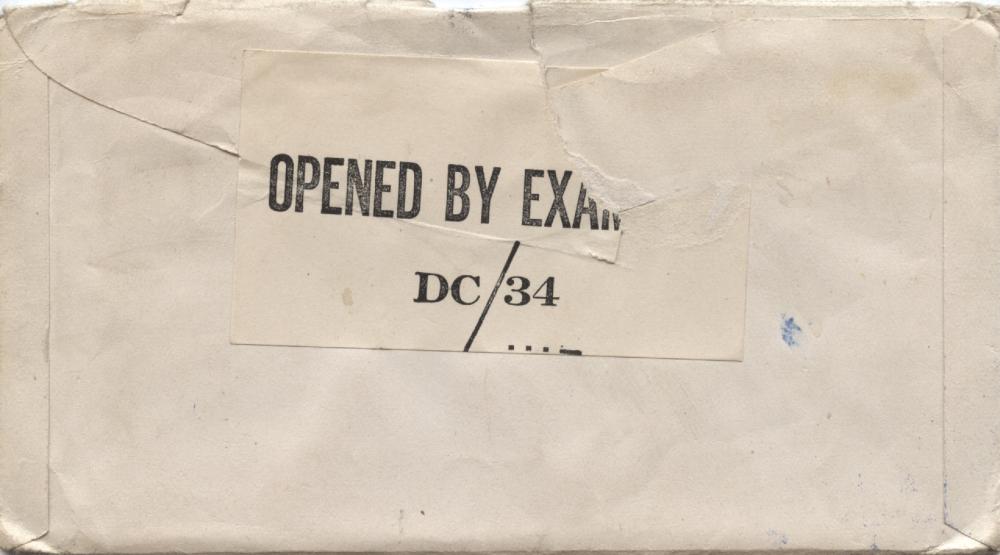 OPENED BY EXAM
DC/34